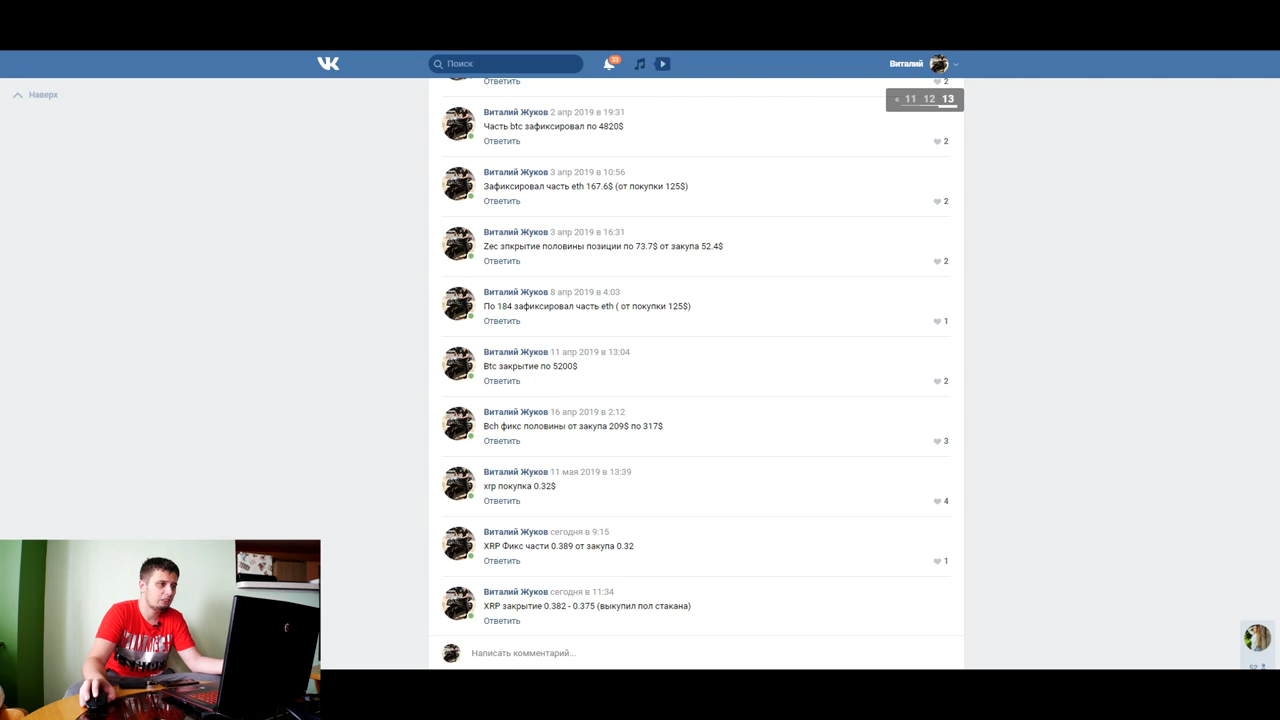 Поиск
33
Виталий
Наверх
Ответить
2
« 11 12 13
Виталий Жуков 2 апр 2019 в 19:31
Часть btc зафиксировал по 4820$
Ответить
2
Виталий Жуков 3 апр 2019 в 10:56
Зафиксировал часть eth 167.6$ (от покупки 125$)
Ответить
2
Виталий Жуков 3 апр 2019 в 16:31
Zec зпкрытие половины позиции по 73.7$ от закупа 52.4$
Ответить
2
Виталий Жуков 8 апр 2019 в 4:03
По 184 зафиксировал часть eth ( от покупки 125$)
Ответить
1
Виталий Жуков 11 апр 2019 в 13:04
Btc закрытие по 5200$
Ответить
2
Виталий Жуков 16 апр 2019 в 2:12
Bch фикс половины от закупа 209$ по 317$
Ответить
3
Виталий Жуков 11 мая 2019 в 13:39
xrp покупка 0.32$
Ответить
4
Виталий Жуков сегодня в 9:15
XRP Фикс части 0.389 от закупа 0.32
Ответить
1
Виталий Жуков сегодня в 11:34
XRP закрытие 0.382 - 0.375 (выкупил пол стакана)
Ответить
Написать комментарий...